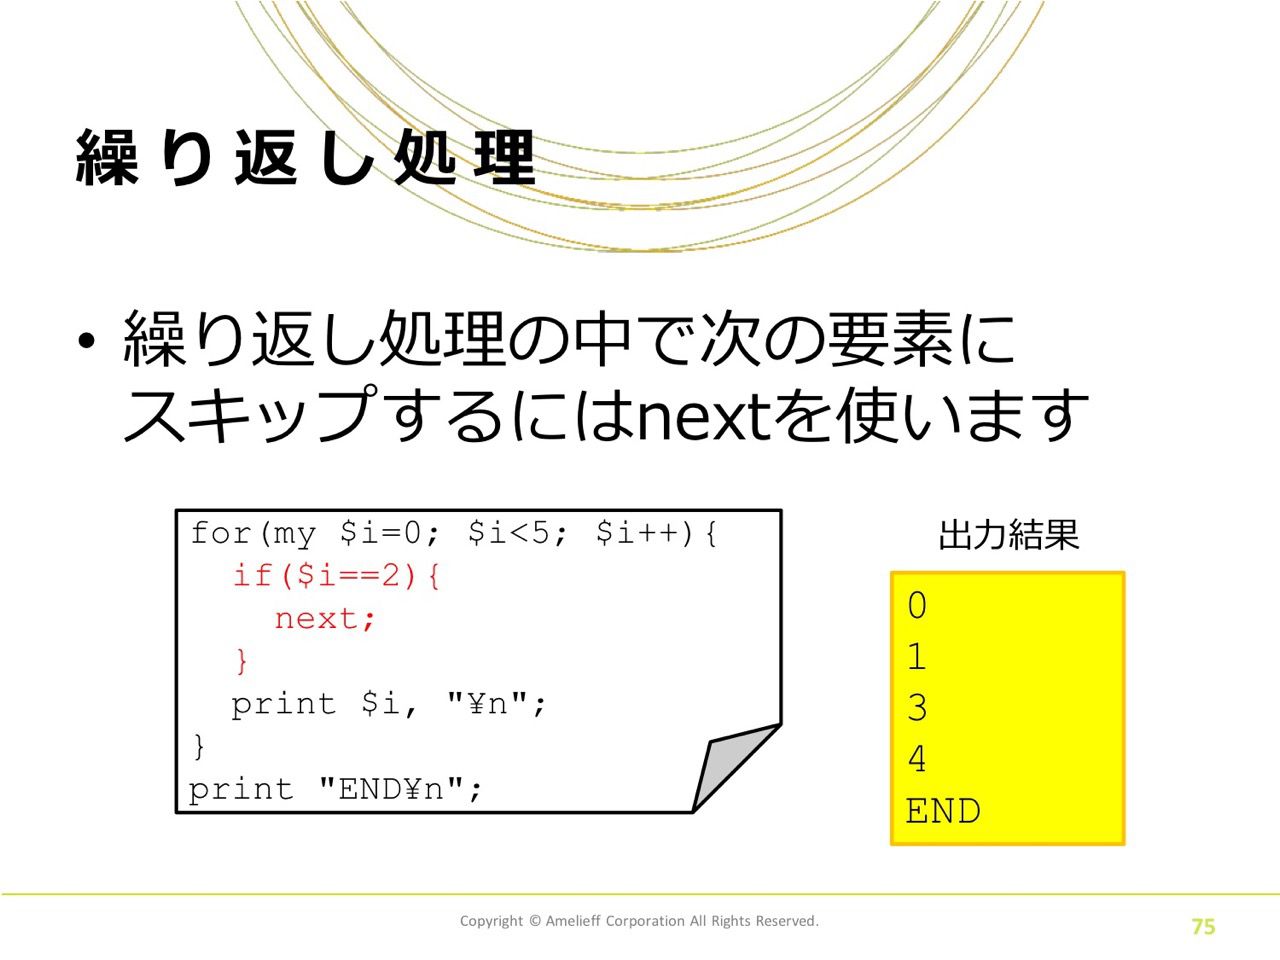 繰り返し処理
• 繰り返し処理の中で次の要素に
スキップするにはnextを使います
for(my $i=0; $i<5; $i++){
  if($i==2){
    next;
  }
  print $i, "¥n";
}
print "END¥n";
出力結果
0
1
3
4
END
Copyright © Amelieff Corporation All Rights Reserved.
75